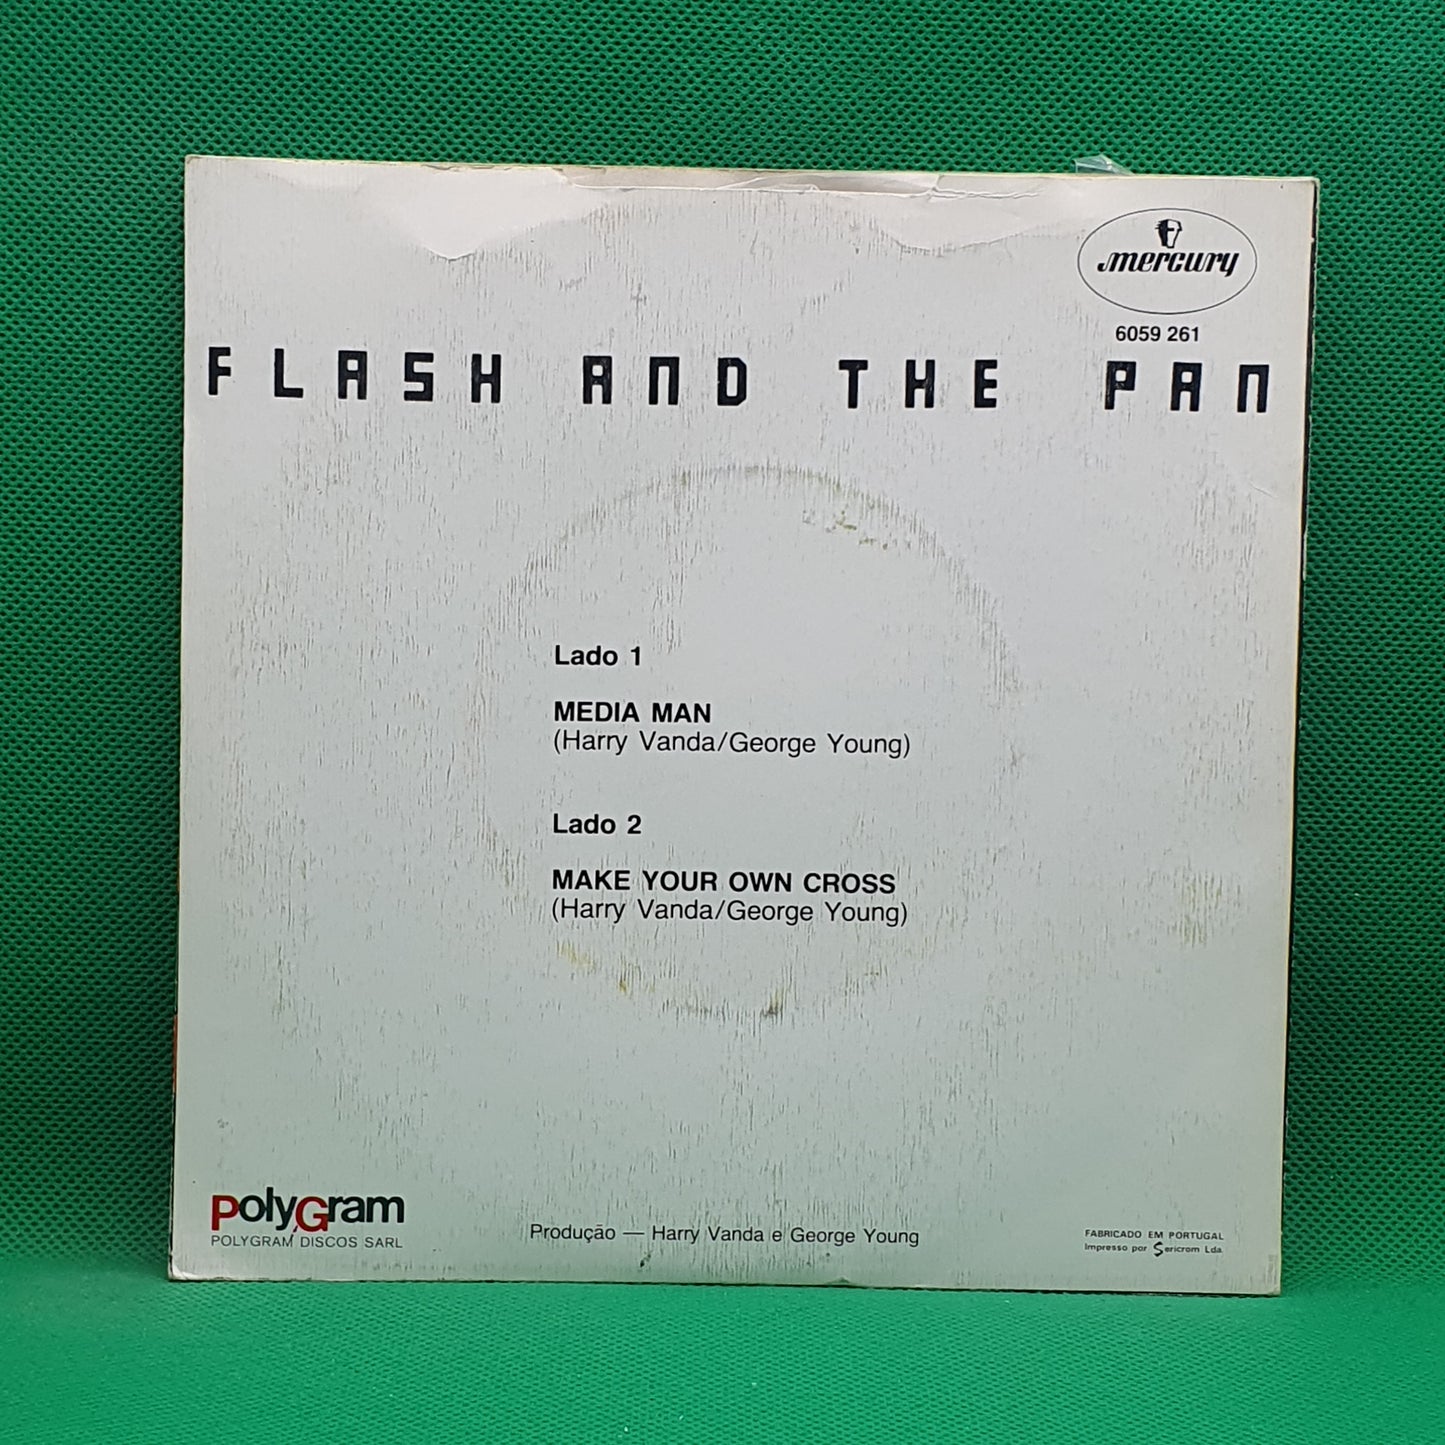 mercury
6059 261
FLASH AND THE PAN
Lado 1
MEDIA MAN
(Harry Vanda/George Young)
Lado 2
MAKE YOUR OWN CROSS
(Harry Vanda/George Young)
PolyGram
POLYGRAM DISCOS SARL
Produção — Harry Vanda e George Young
FABRICADO EM PORTUGAL
Impresso por Sericrom Lda.